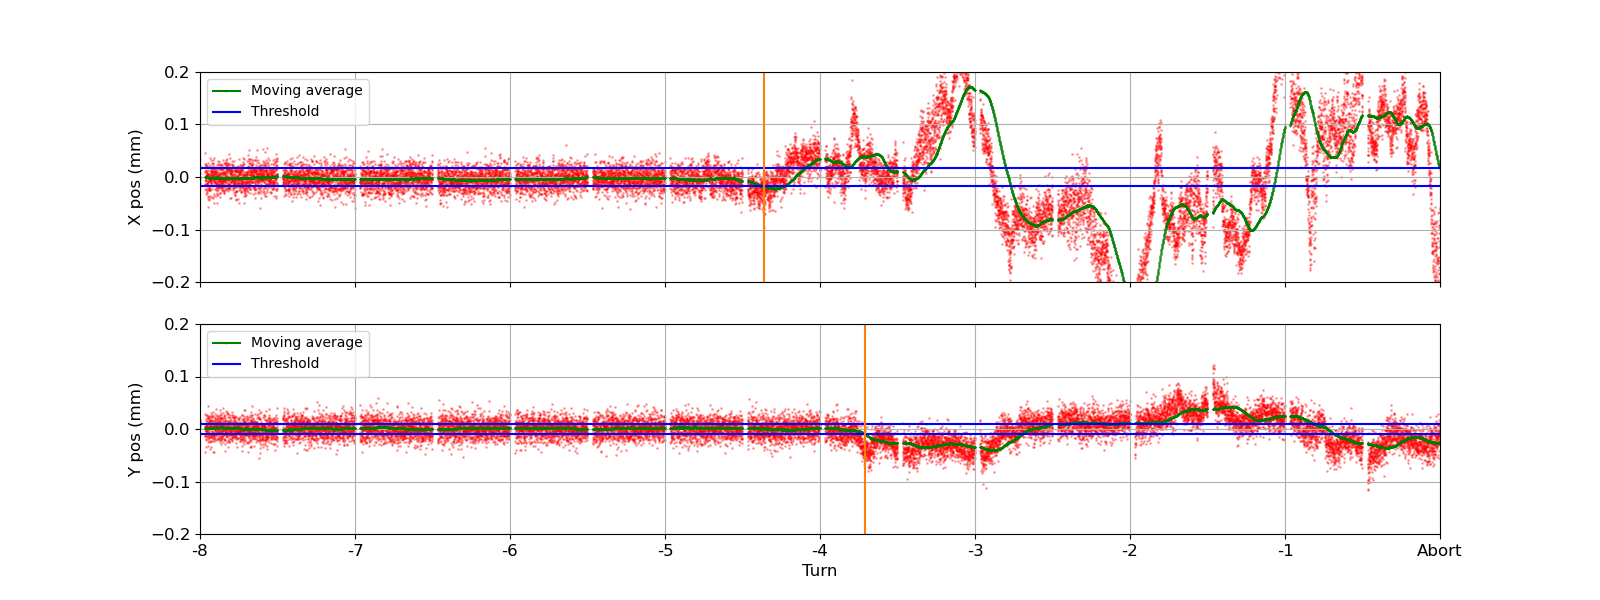 0.2
0.1
0.0
−0.1
−0.2
X pos (mm)
Moving average
Threshold
-8
-7
-6
-5
-4
-3
-2
-1
Abort
Turn
0.2
0.1
0.0
−0.1
−0.2
Y pos (mm)
Moving average
Threshold